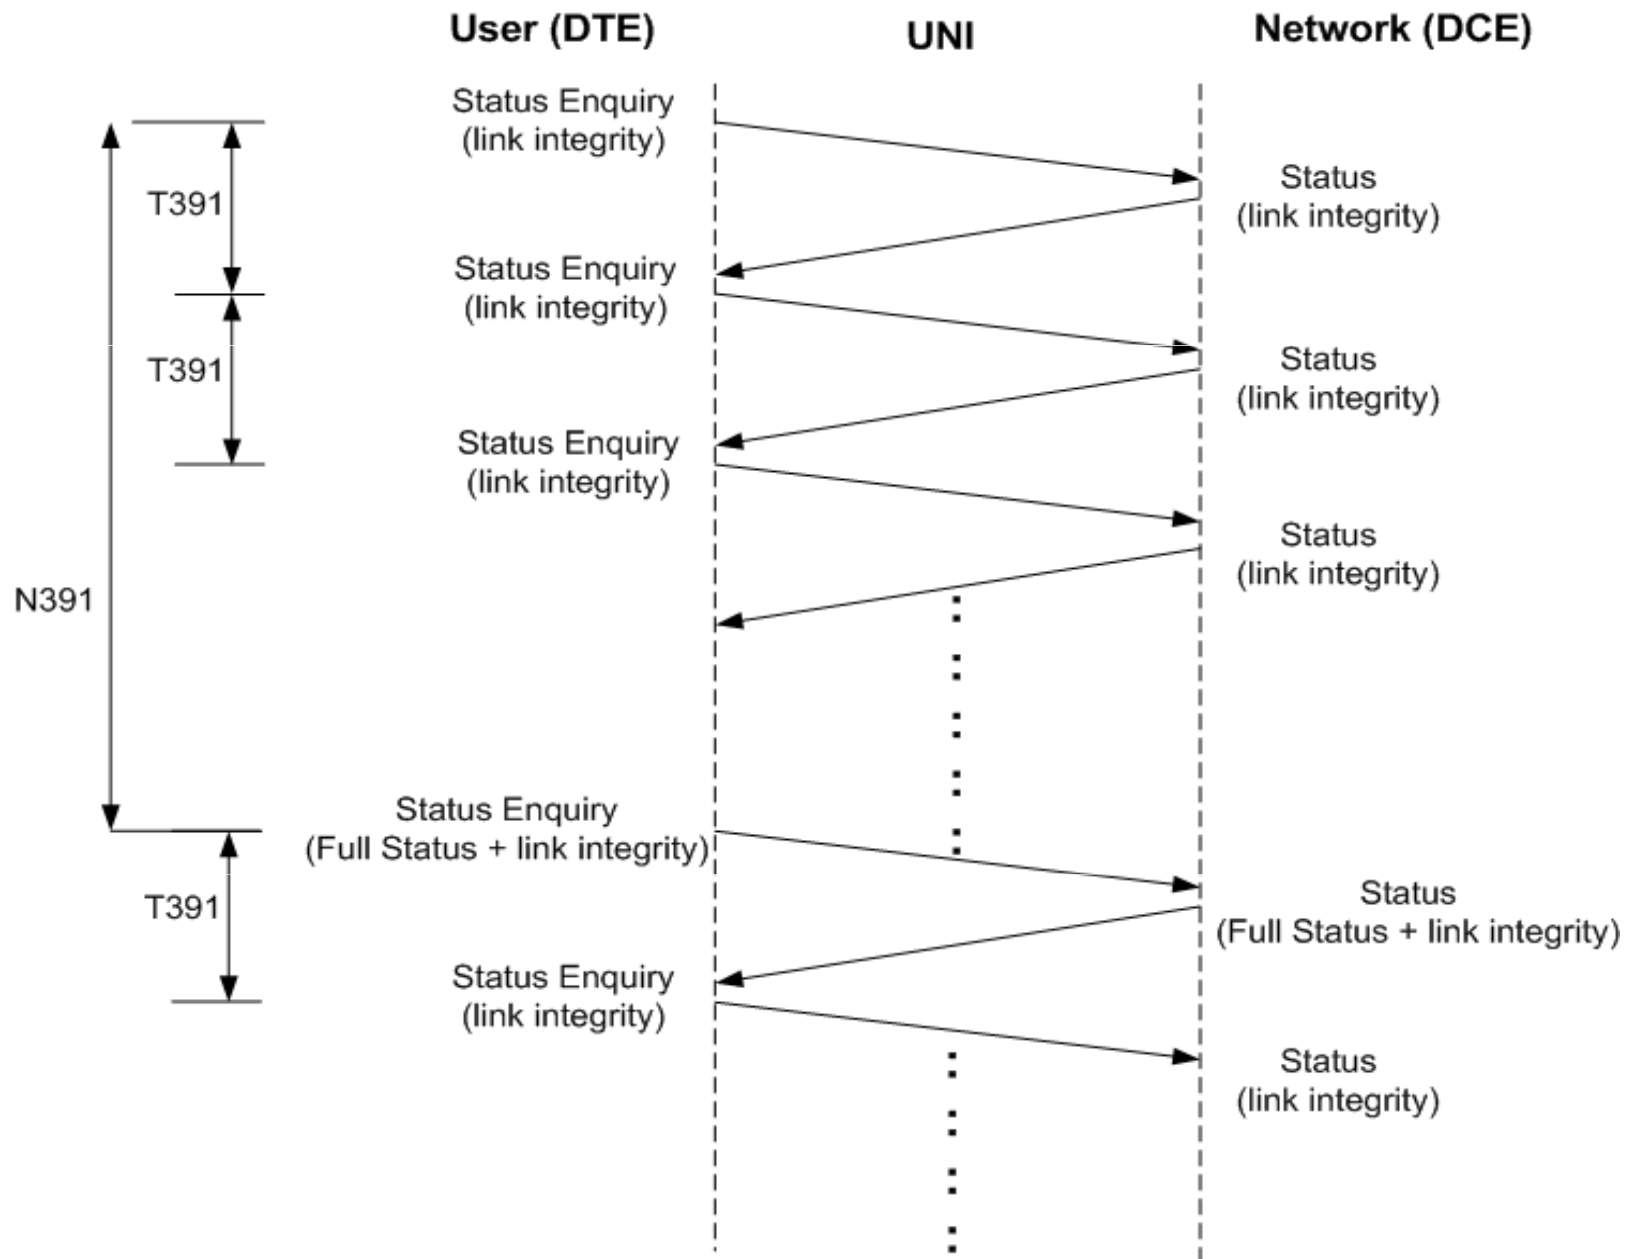 User (DTE)
UNI
Network (DCE)
Status Enquiry
(link integrity)
Status
(link integrity)
T391
Status Enquiry
(link integrity)
T391
Status
(link integrity)
Status Enquiry
(link integrity)
Status
(link integrity)
N391
Status Enquiry
(Full Status + link integrity)
T391
Status
(Full Status + link integrity)
Status Enquiry
(link integrity)
Status
(link integrity)